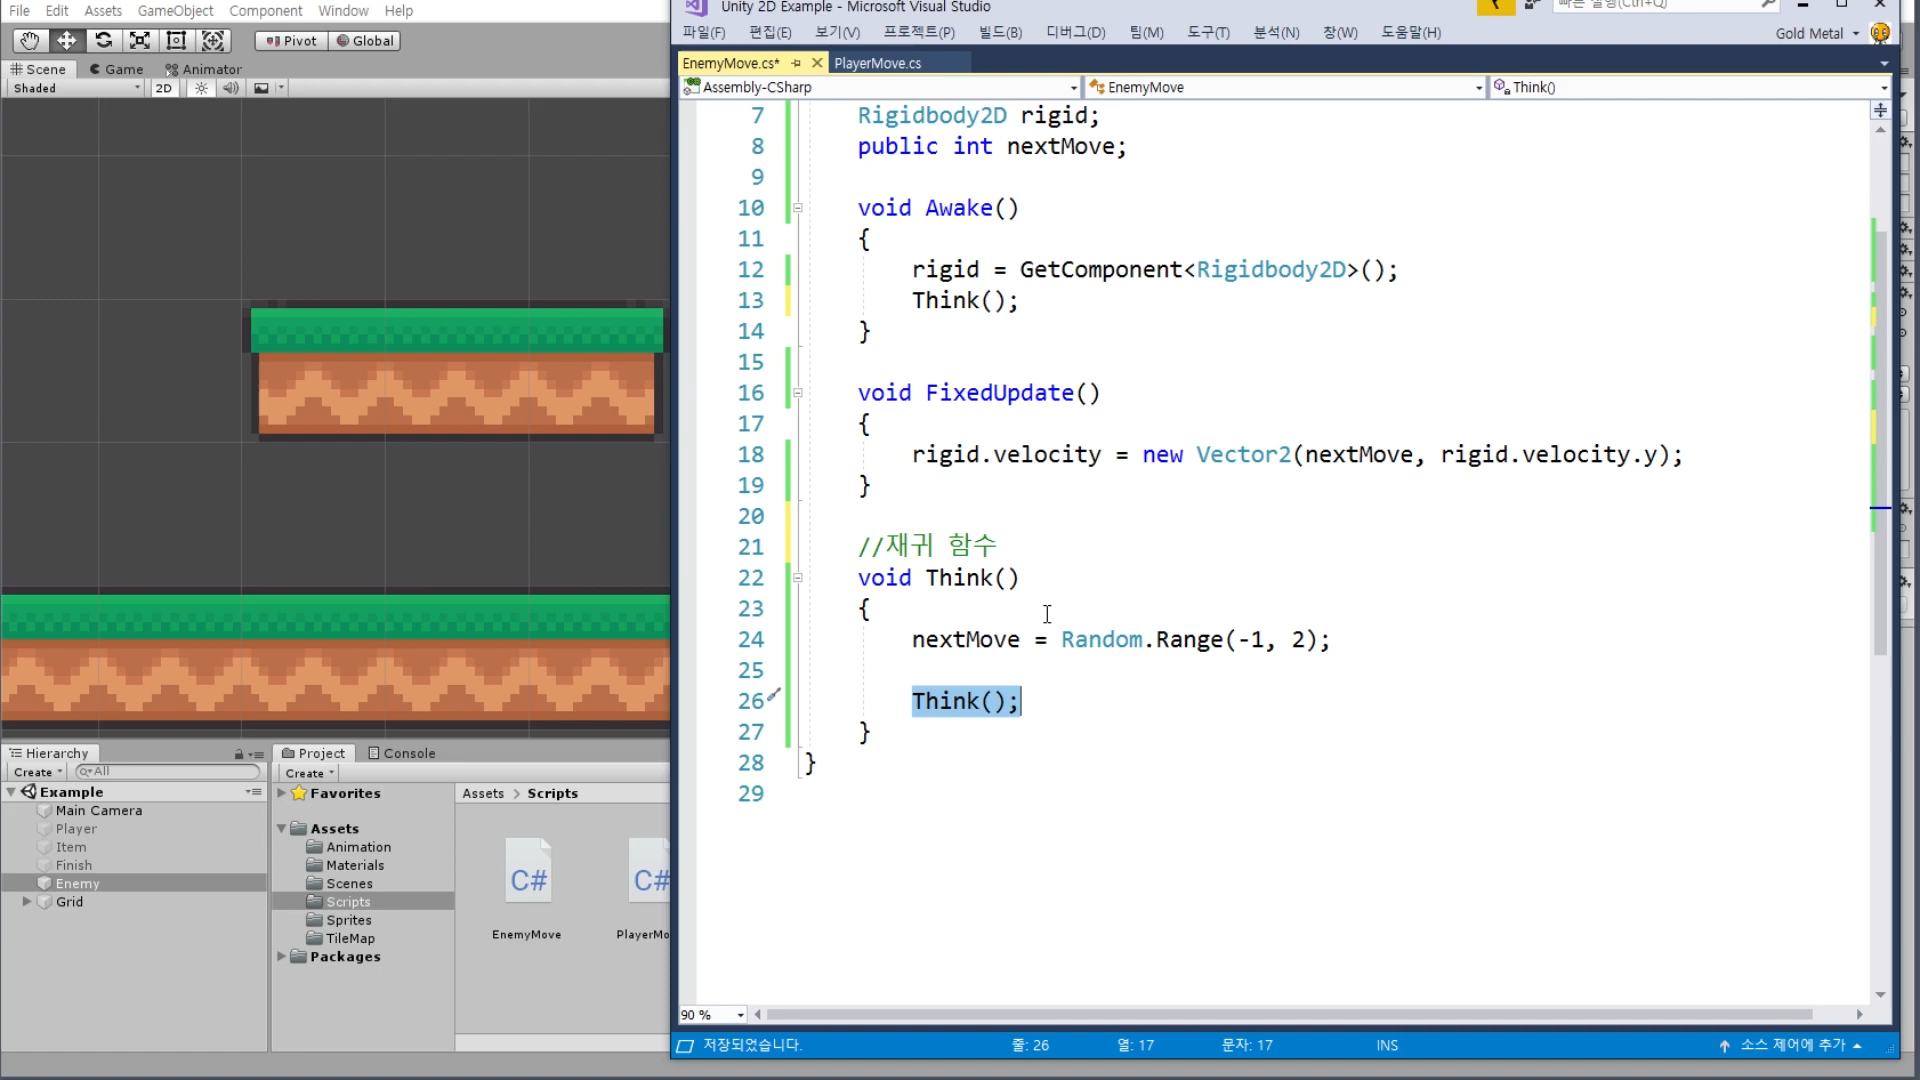 File Edit Assets GameObject Component Window Help
Pivot Global
Scene Game Animator
Shaded 2D
Hierarchy
Create All
Example
Main Camera
Player
Item
Finish
Enemy
Grid
Project Console
Create
Favorites
Assets
Animation
Materials
Scenes
Scripts
Sprites
TileMap
Packages
Assets > Scripts
C# C#
EnemyMove PlayerMo
Unity 2D Example - Microsoft Visual Studio
빠른 실행(Ctrl+Q)
파일(F) 편집(E) 보기(V) 프로젝트(P) 빌드(B) 디버그(D) 팀(M) 도구(T) 분석(N) 창(W) 도움말(H) Gold Metal
EnemyMove.cs* PlayerMove.cs
Assembly-CSharp EnemyMove Think()
7 Rigidbody2D rigid;
8 public int nextMove;
9
10 void Awake()
11 {
12 rigid = GetComponent<Rigidbody2D>();
13 Think();
14 }
15
16 void FixedUpdate()
17 {
18 rigid.velocity = new Vector2(nextMove, rigid.velocity.y);
19 }
20
21 //재귀 함수
22 void Think()
23 {
24 nextMove = Random.Range(-1, 2);
25
26 Think();
27 }
28 }
29
90 %
저장되었습니다. 줄: 26 열: 17 문자: 17 INS 소스 제어에 추가